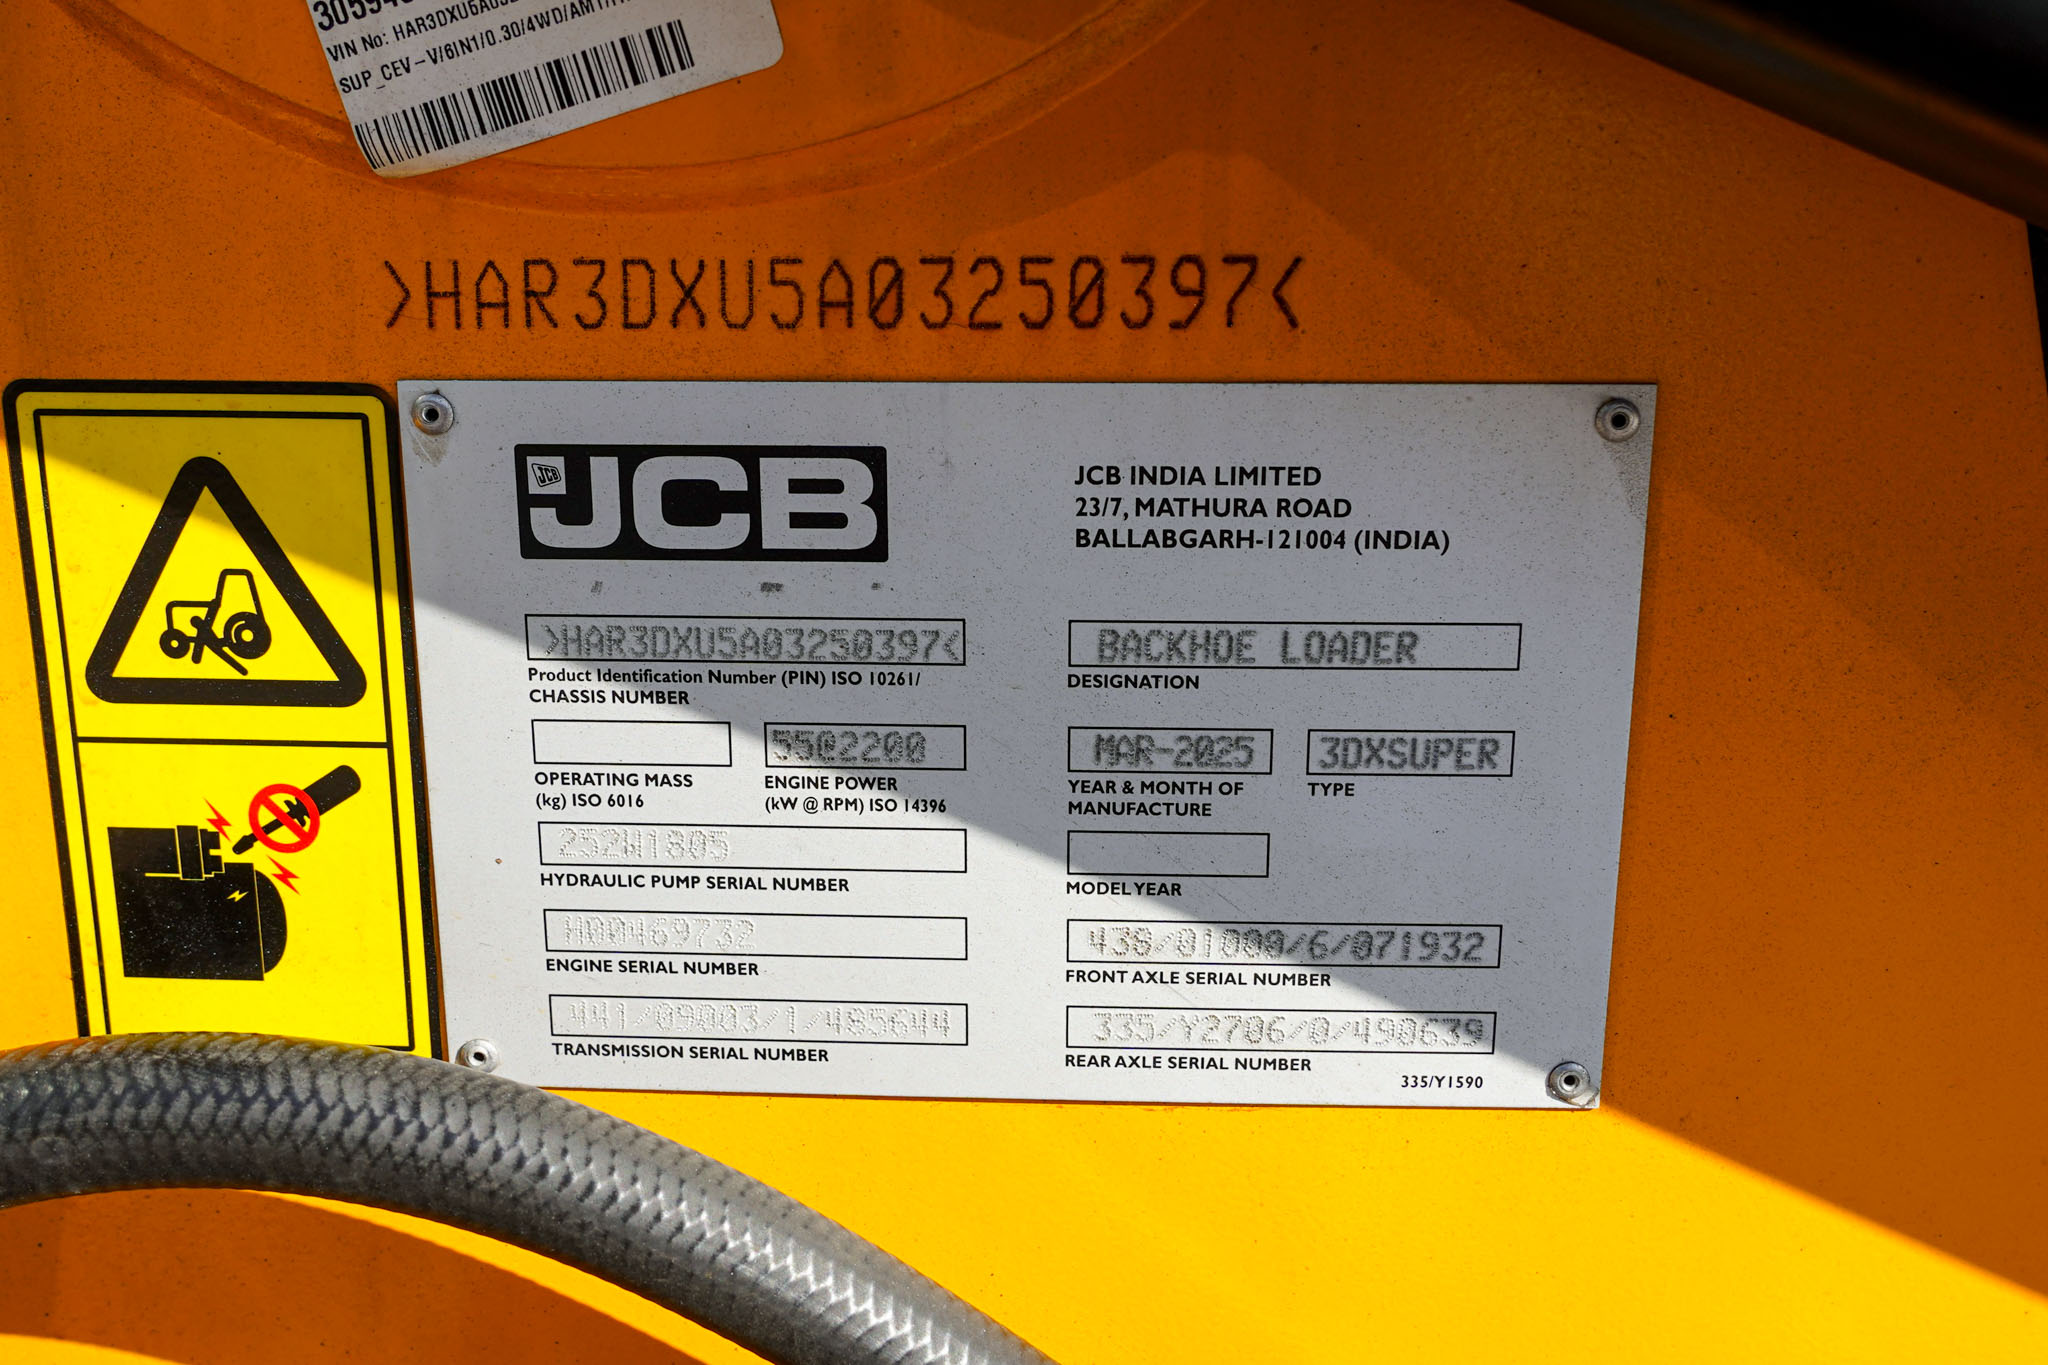 VIN No: HAR3DXU5A03
SUP_CEV-V/6IN1/0.30/4WD/AM1
>HAR3DXU5A03250397<
JCB
JCB
JCB INDIA LIMITED
23/7, MATHURA ROAD
BALLABGARH-121004 (INDIA)
>HAR3DXU5A03250397<
Product Identification Number (PIN) ISO 10261/
CHASSIS NUMBER
BACKHOE LOADER
DESIGNATION
OPERATING MASS
(kg) ISO 6016
55@2200
ENGINE POWER
(kW @ RPM) ISO 14396
MAR-2025
YEAR & MONTH OF
MANUFACTURE
3DXSUPER
TYPE
252W1805
HYDRAULIC PUMP SERIAL NUMBER
MODEL YEAR
H00469732
ENGINE SERIAL NUMBER
438/01000/6/071932
FRONT AXLE SERIAL NUMBER
441/09003/1/485644
TRANSMISSION SERIAL NUMBER
335/Y2706/0/490639
REAR AXLE SERIAL NUMBER
335/Y1590